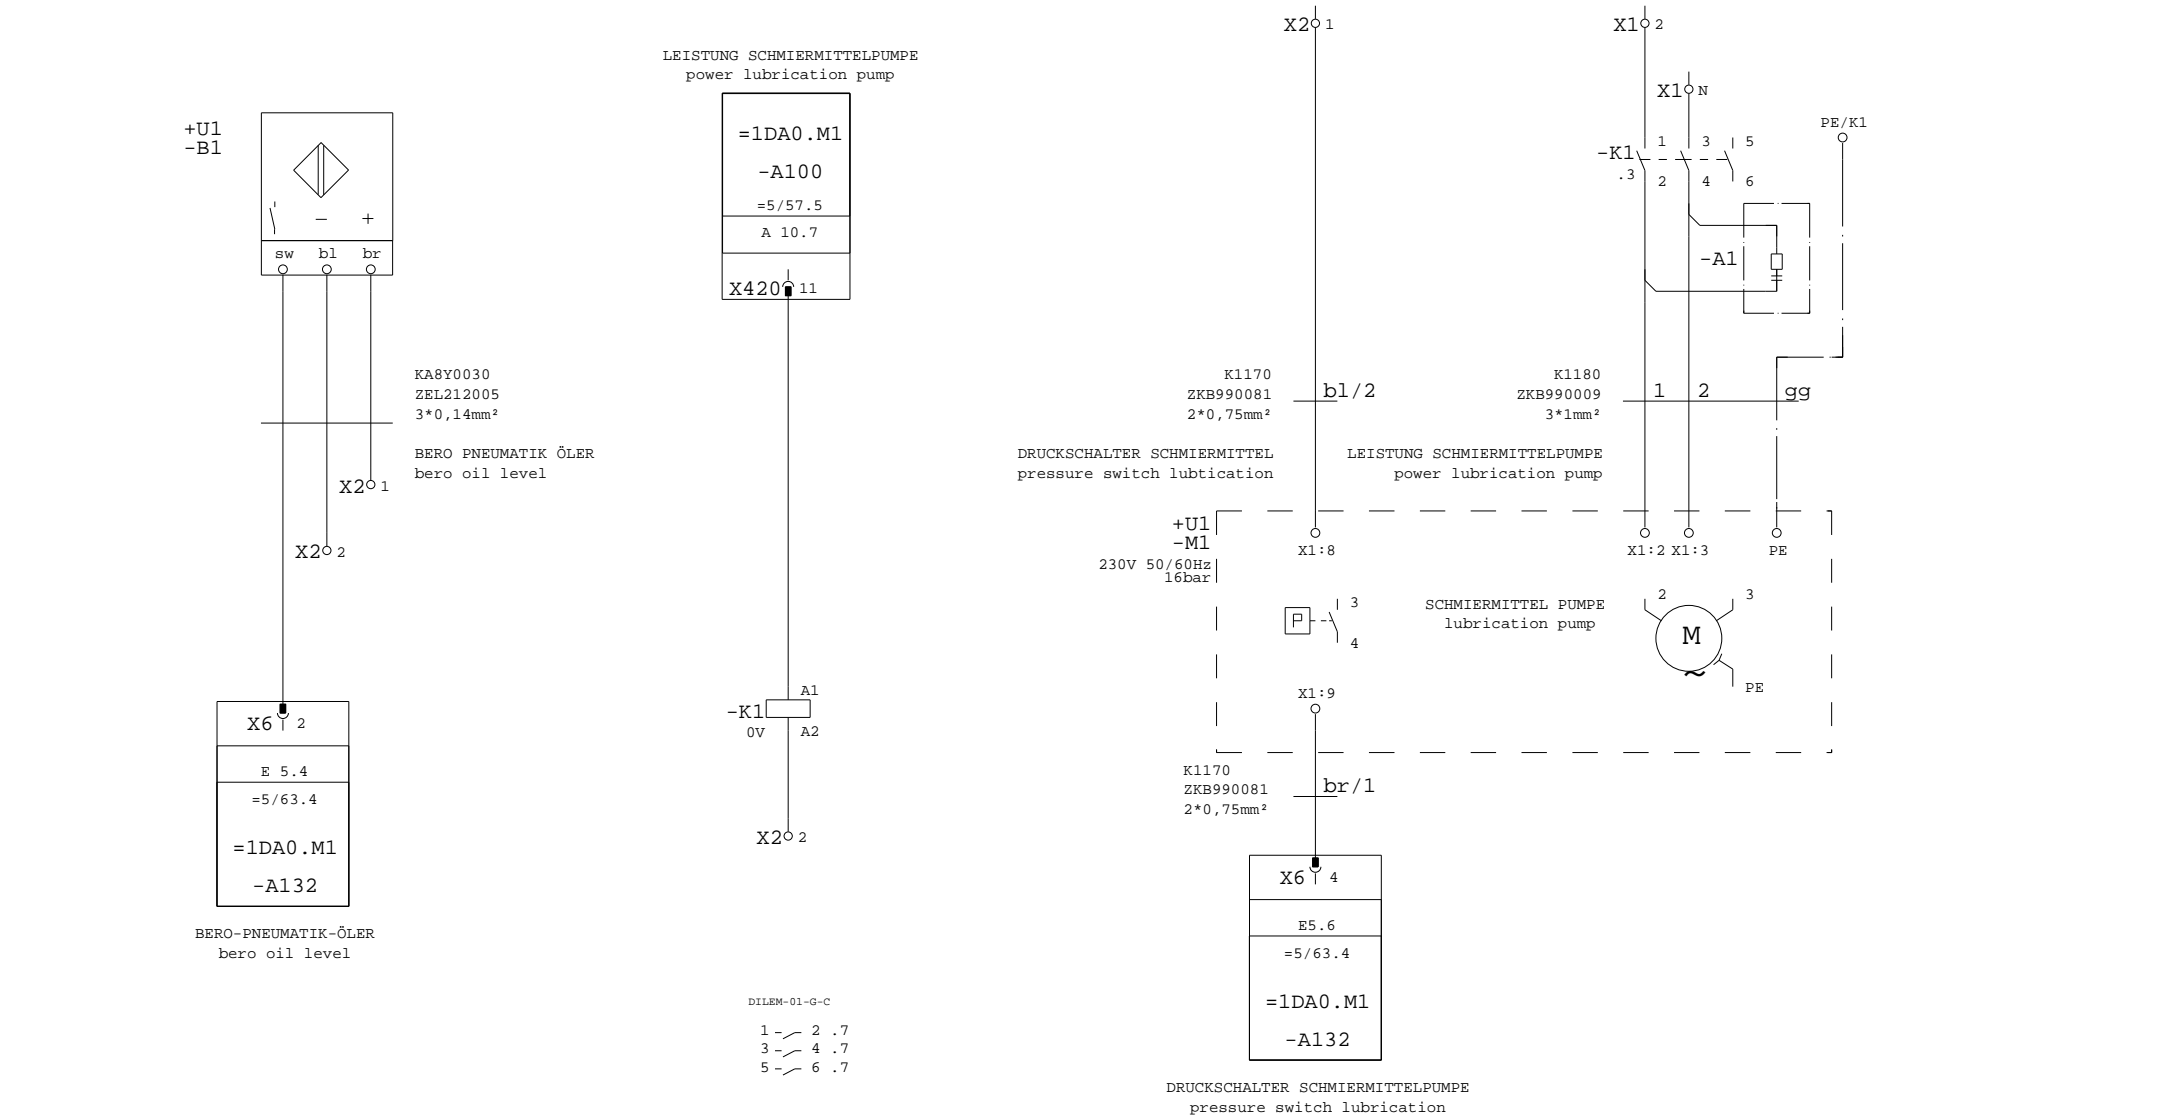 +U1
-B1
- +
sw bl br
KA8Y0030
ZEL212005
3*0,14mm²
BERO PNEUMATIK ÖLER
bero oil level
X2 1
X2 2
X6 2
E 5.4
=5/63.4
=1DA0.M1
-A132
BERO-PNEUMATIK-ÖLER
bero oil level
LEISTUNG SCHMIERMITTELPUMPE
power lubrication pump
=1DA0.M1
-A100
=5/57.5
A 10.7
X420 11
A1
-K1
0V A2
X2 2
DILEM-01-G-C
1 2 .7
3 4 .7
5 6 .7
X2 1
K1170
ZKB990081
2*0,75mm²
bl/2
DRUCKSCHALTER SCHMIERMITTEL
pressure switch lubtication
X1 2
X1 N
PE/K1
-K1
.3
1 3 5
2 4 6
-A1
K1180
ZKB990009
3*1mm²
1 2 gg
LEISTUNG SCHMIERMITTELPUMPE
power lubrication pump
+U1
-M1
230V 50/60Hz
16bar
X1:8
X1:2 X1:3 PE
P
3
4
SCHMIERMITTEL PUMPE
lubrication pump
2 3
M
~
PE
X1:9
K1170
ZKB990081
2*0,75mm²
br/1
X6 4
E5.6
=5/63.4
=1DA0.M1
-A132
DRUCKSCHALTER SCHMIERMITTELPUMPE
pressure switch lubrication